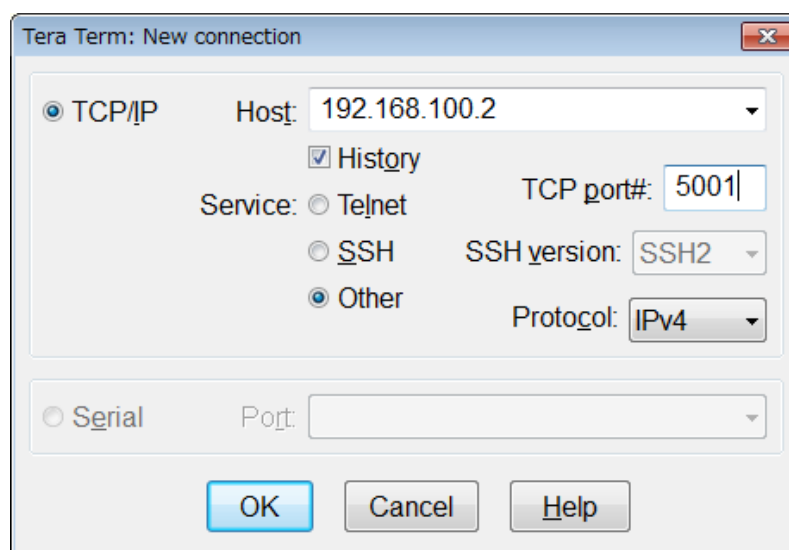 Tera Term: New connection
TCP/IP Host: 192.168.100.2
History
TCP port#: 5001
Service: Telnet
SSH SSH version: SSH2
Other
Protocol: IPv4
Serial Port:
OK Cancel Help